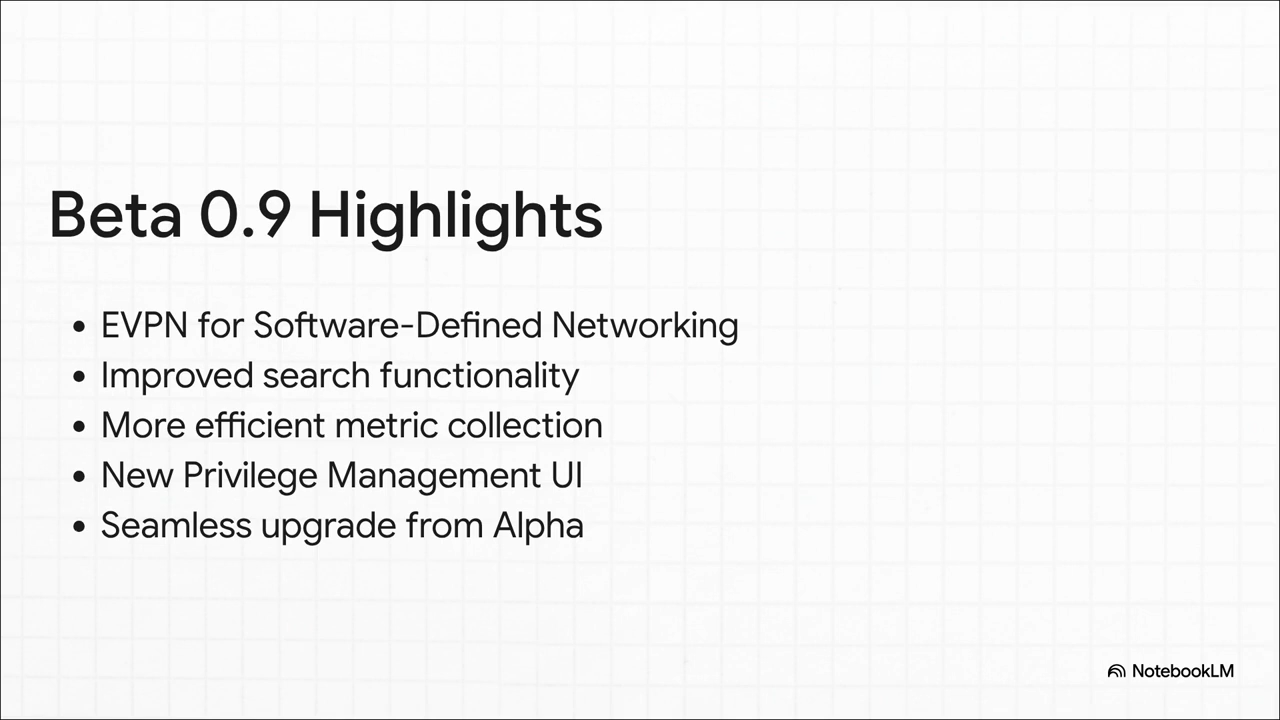 Beta 0.9 Highlights
• EVPN for Software-Defined Networking
• Improved search functionality
• More efficient metric collection
• New Privilege Management UI
• Seamless upgrade from Alpha
NotebookLM